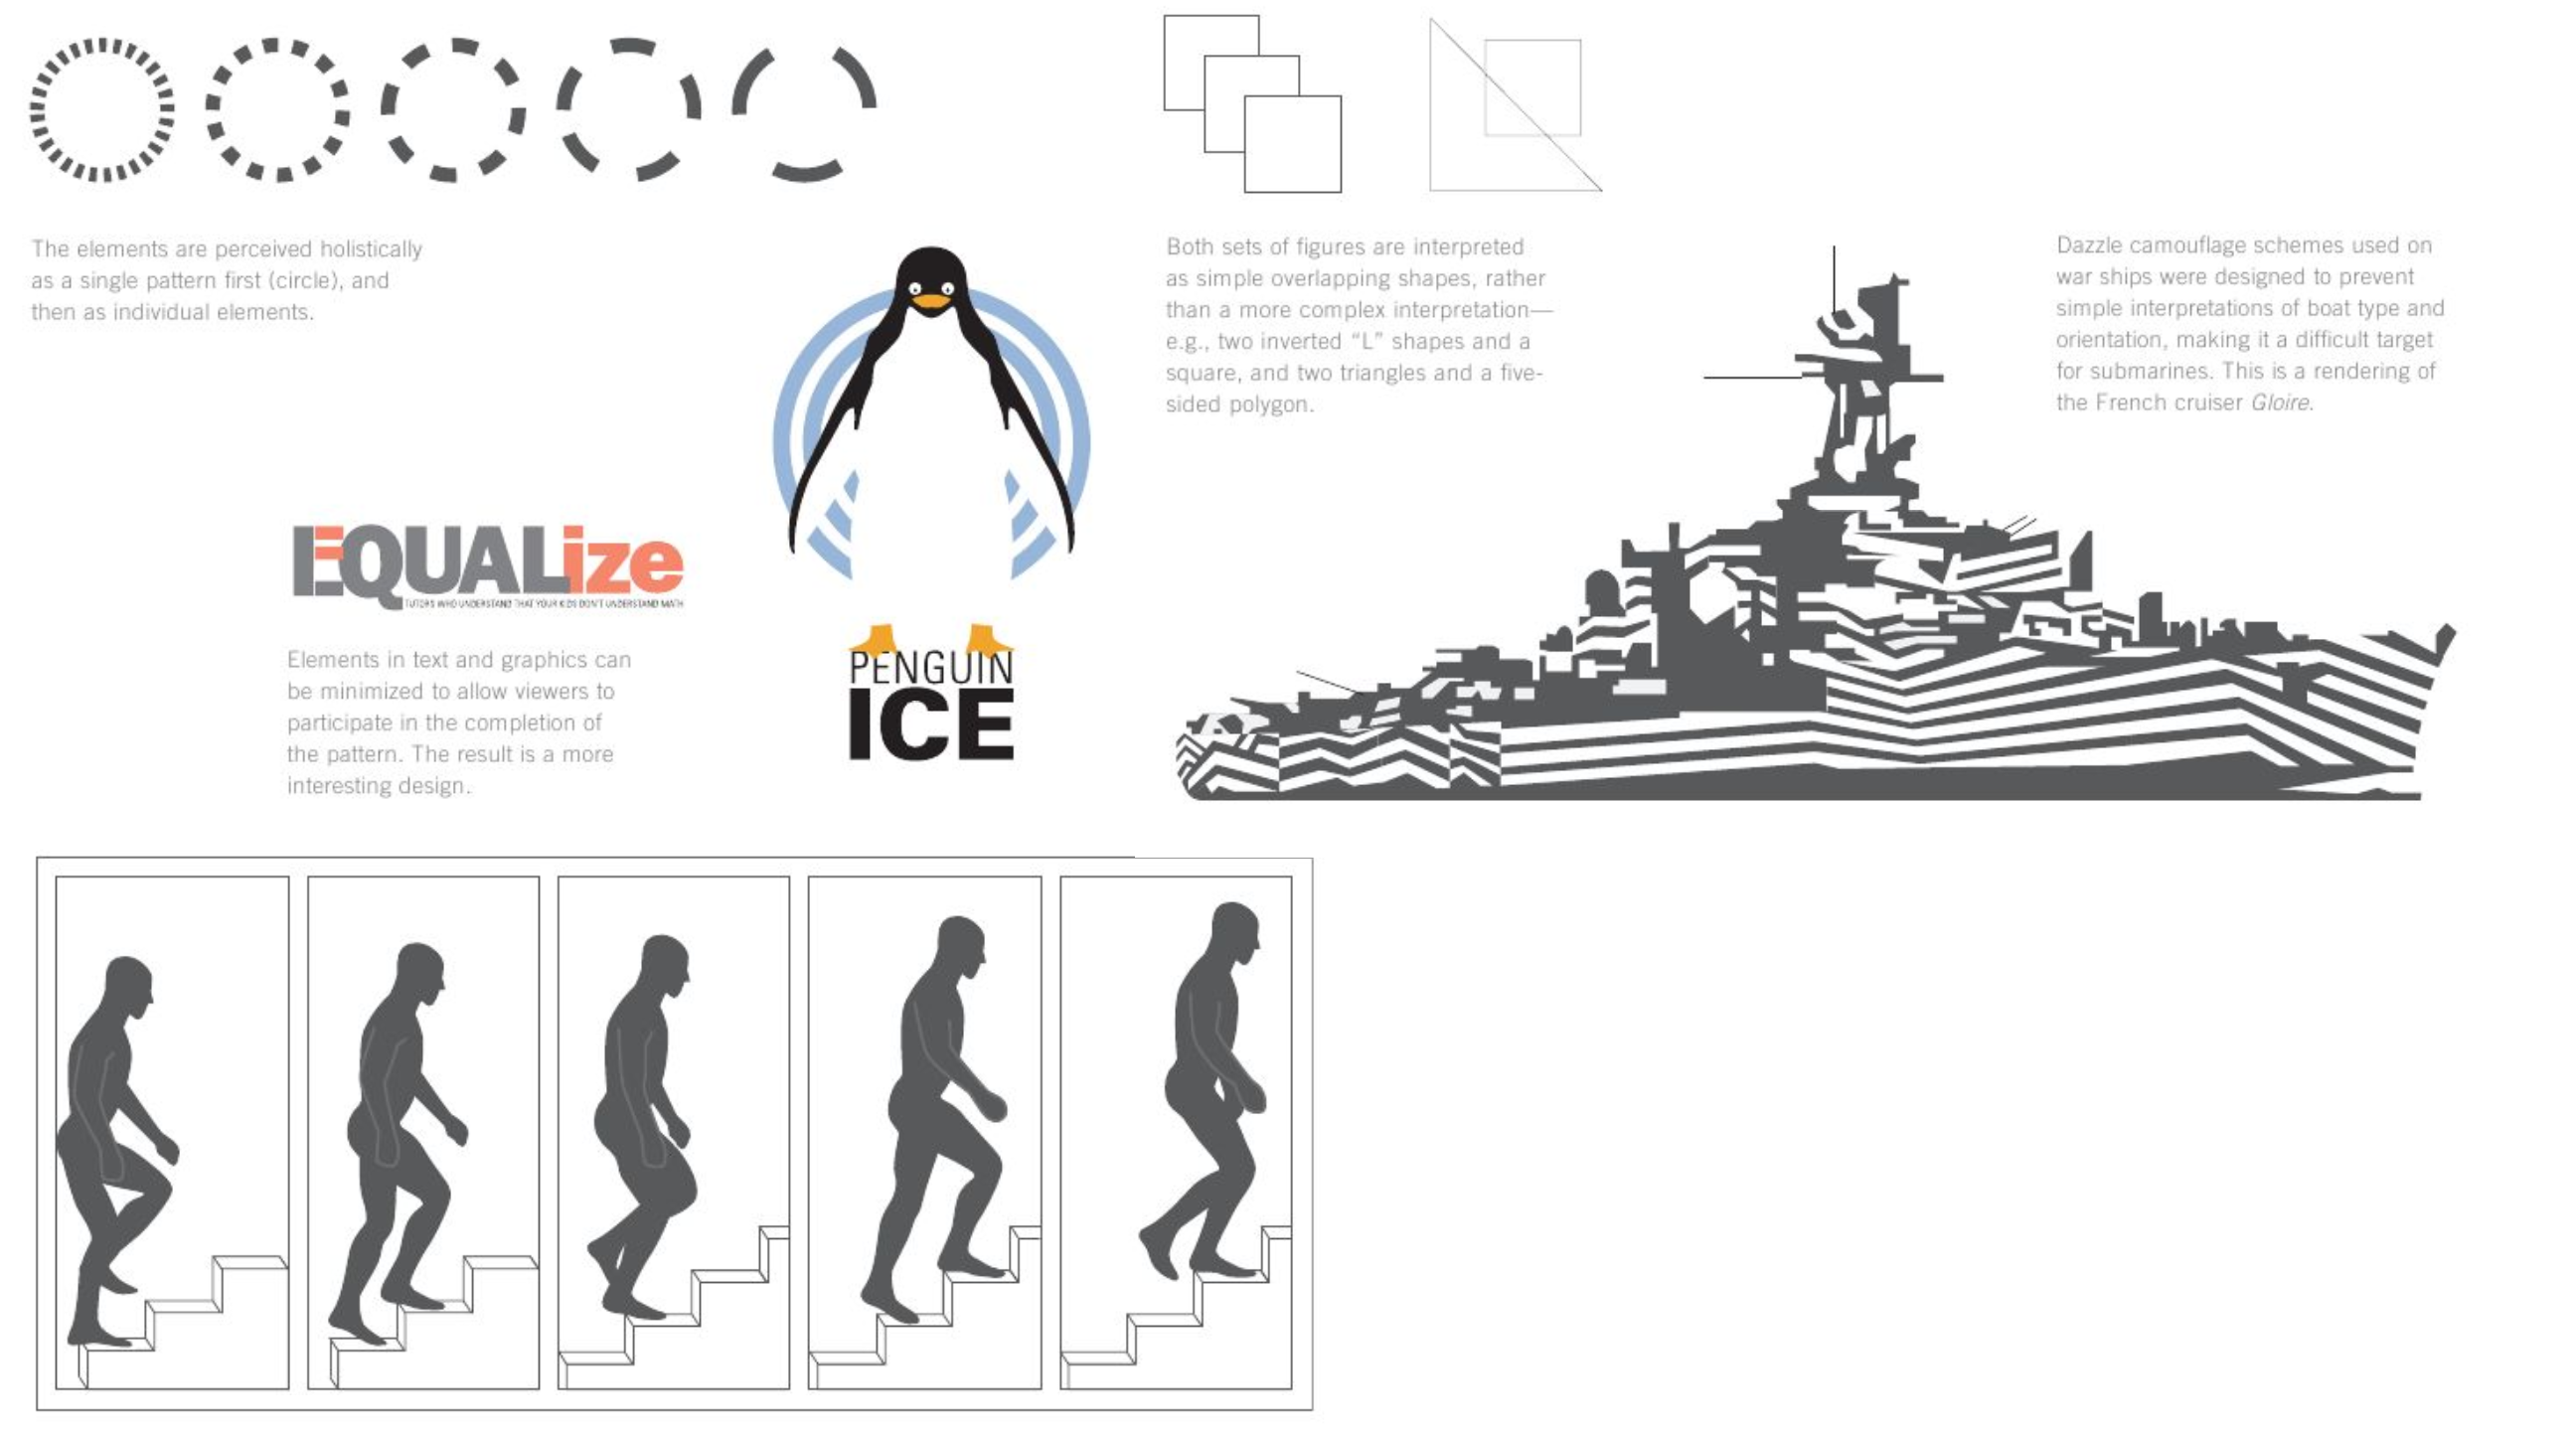 The elements are perceived holistically
as a single pattern first (circle), and
then as individual elements.
EQUALize
TUTORS WHO UNDERSTAND THAT YOUR KIDS DON'T UNDERSTAND MATH
Elements in text and graphics can
be minimized to allow viewers to
participate in the completion of
the pattern. The result is a more
interesting design.
PENGUIN
ICE
Both sets of figures are interpreted
as simple overlapping shapes, rather
than a more complex interpretation—
e.g., two inverted “L” shapes and a
square, and two triangles and a five-
sided polygon.
Dazzle camouflage schemes used on
war ships were designed to prevent
simple interpretations of boat type and
orientation, making it a difficult target
for submarines. This is a rendering of
the French cruiser Gloire.